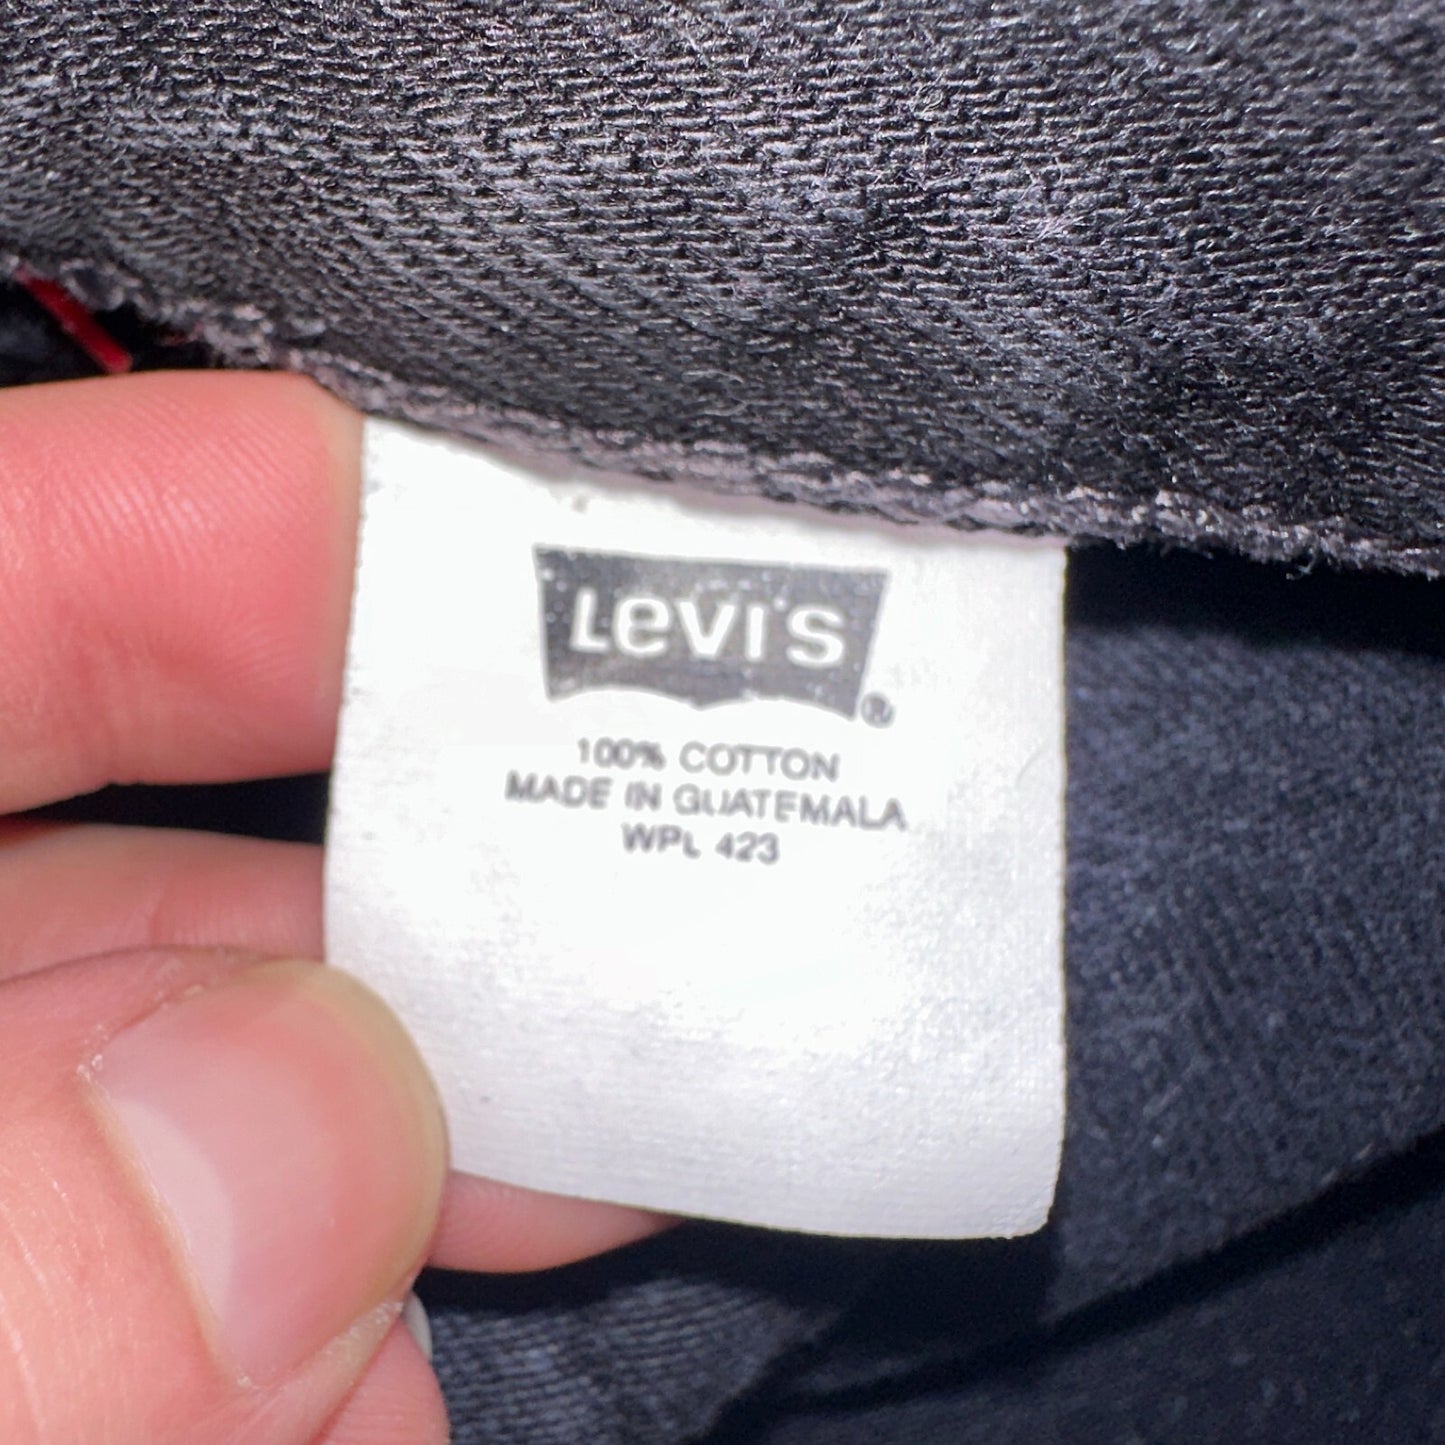 Levi's®
100% COTTON
MADE IN GUATEMALA
WPL 423